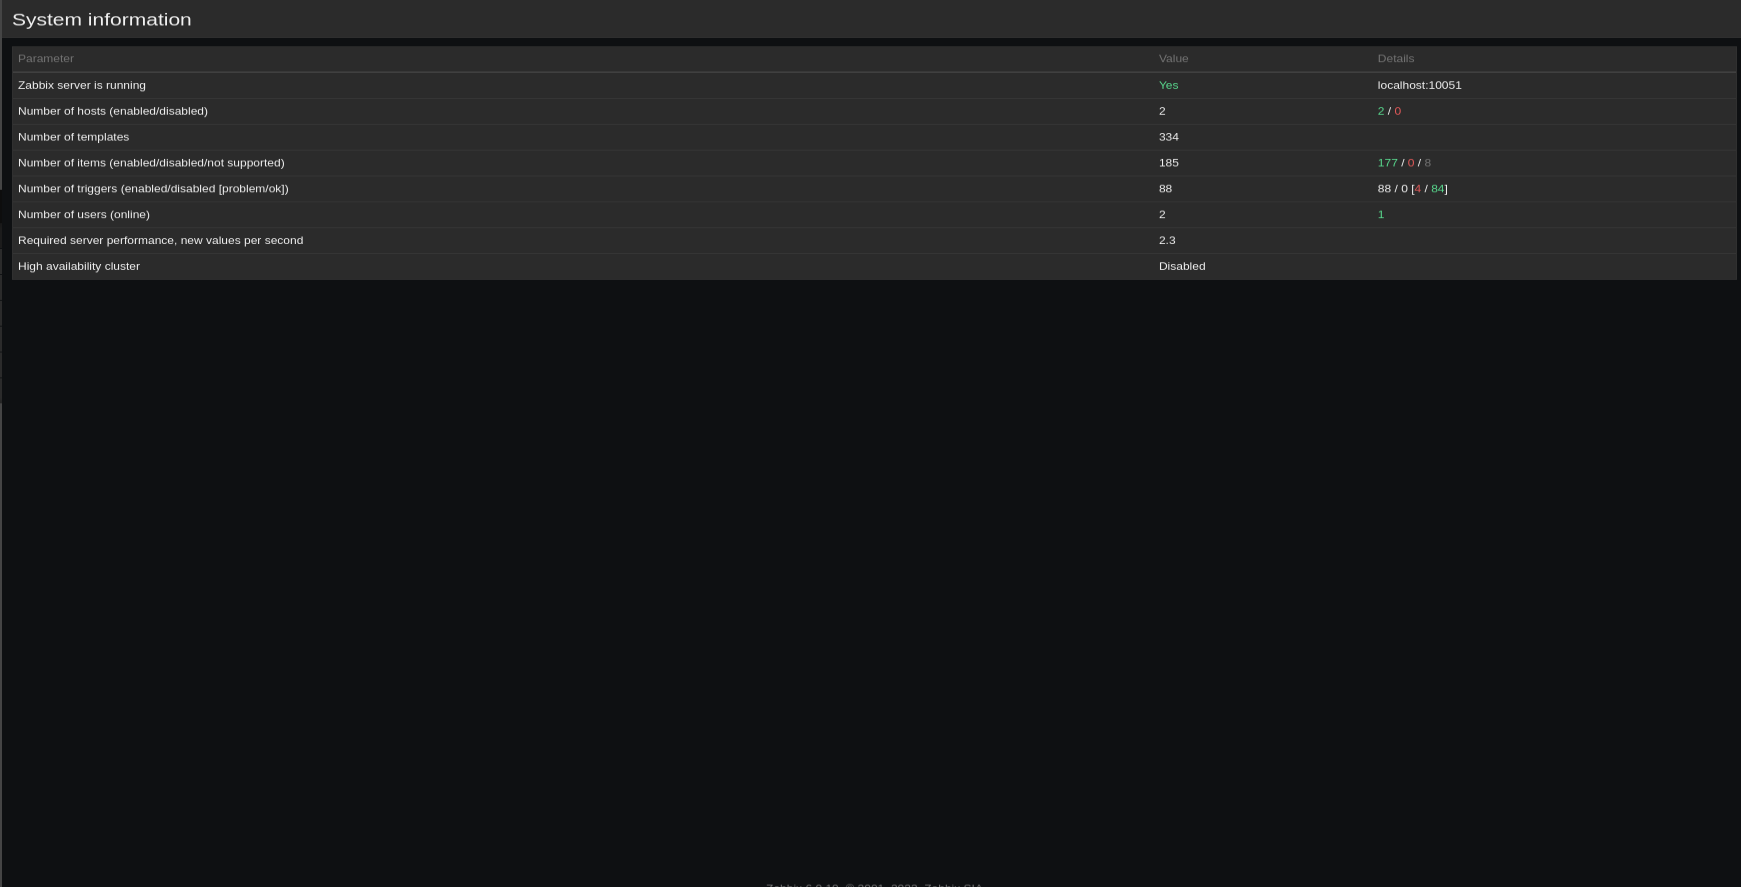 System information
Parameter Value Details
Zabbix server is running Yes localhost:10051
Number of hosts (enabled/disabled) 2 2 / 0
Number of templates 334
Number of items (enabled/disabled/not supported) 185 177 / 0 / 8
Number of triggers (enabled/disabled [problem/ok]) 88 88 / 0 [4 / 84]
Number of users (online) 2 1
Required server performance, new values per second 2.3
High availability cluster Disabled